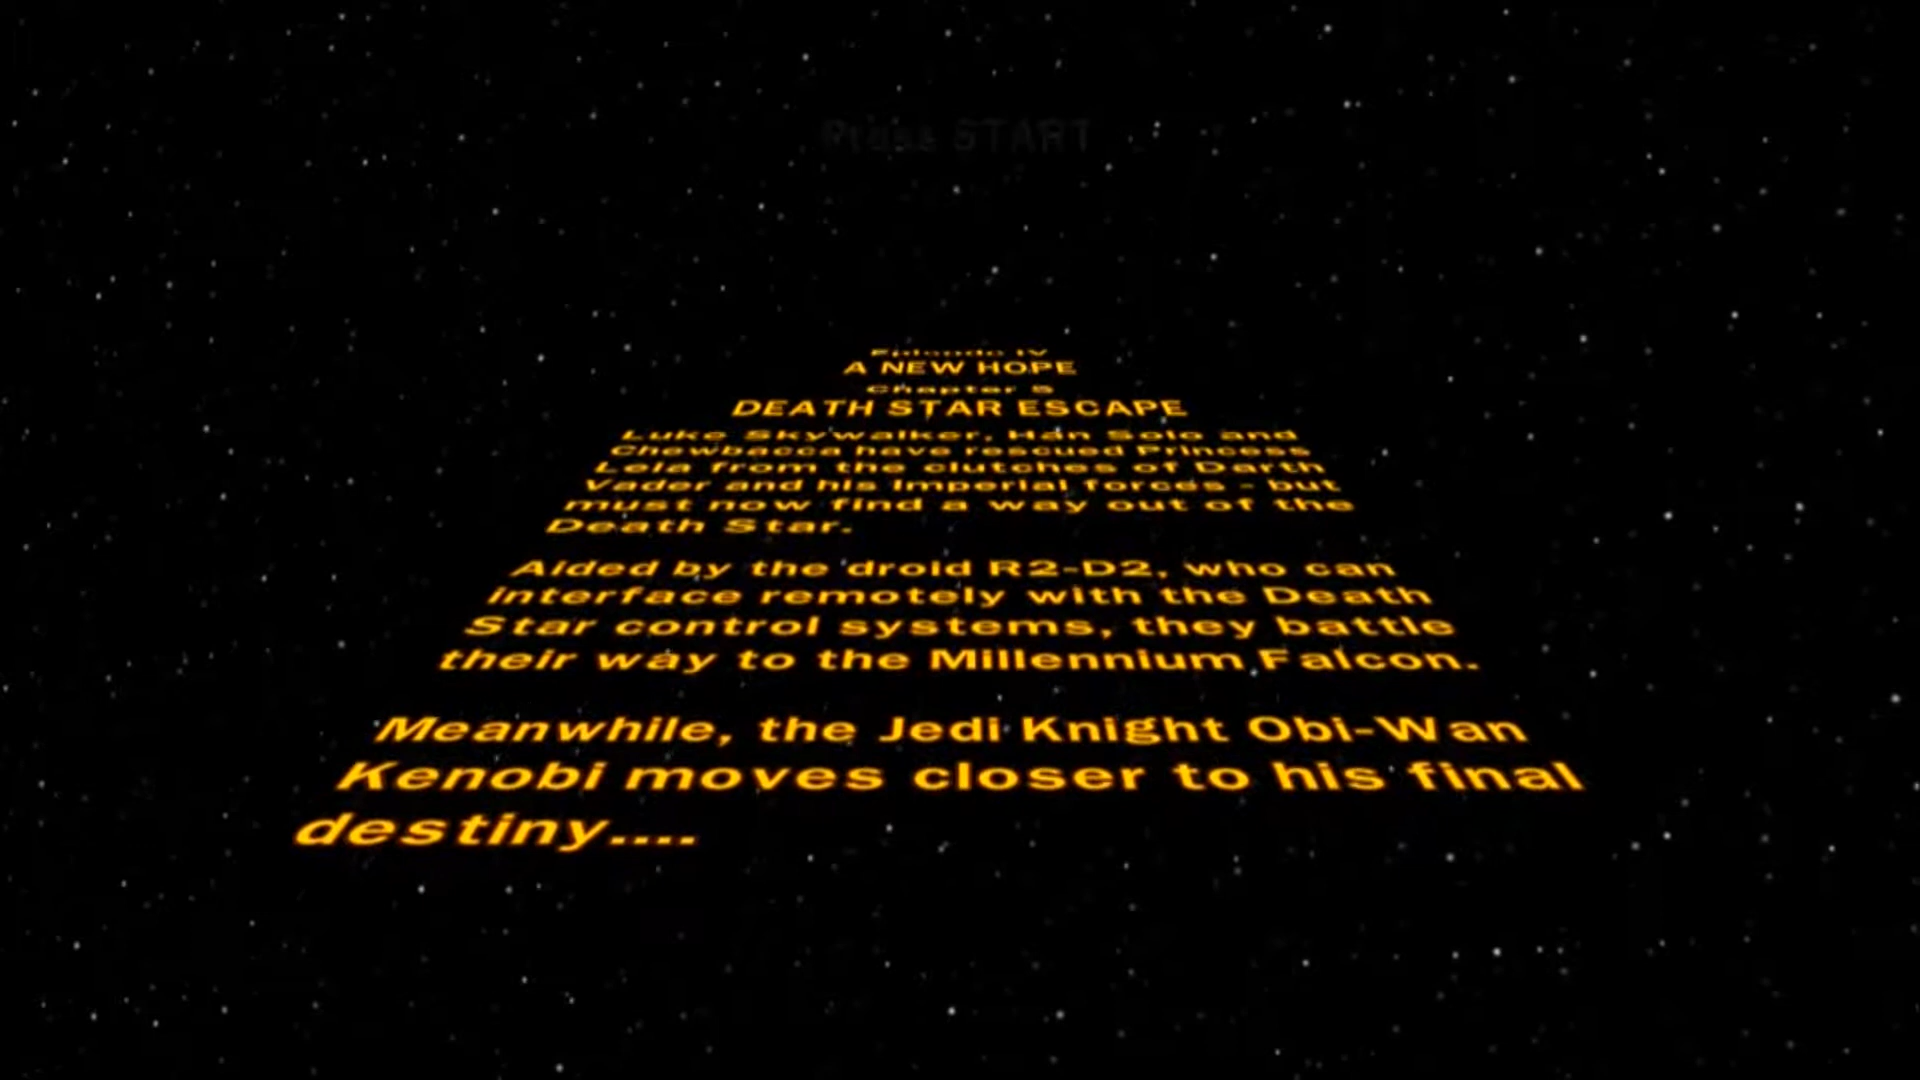 Press START
Episode IV
A NEW HOPE
Chapter 5
DEATH STAR ESCAPE
Luke Skywalker, Han Solo and
Chewbacca have rescued Princess
Leia from the clutches of Darth
Vader and his Imperial forces - but
must now find a way out of the
Death Star.
Aided by the droid R2-D2, who can
interface remotely with the Death
Star control systems, they battle
their way to the Millennium Falcon.
Meanwhile, the Jedi Knight Obi-Wan
Kenobi moves closer to his final
destiny....